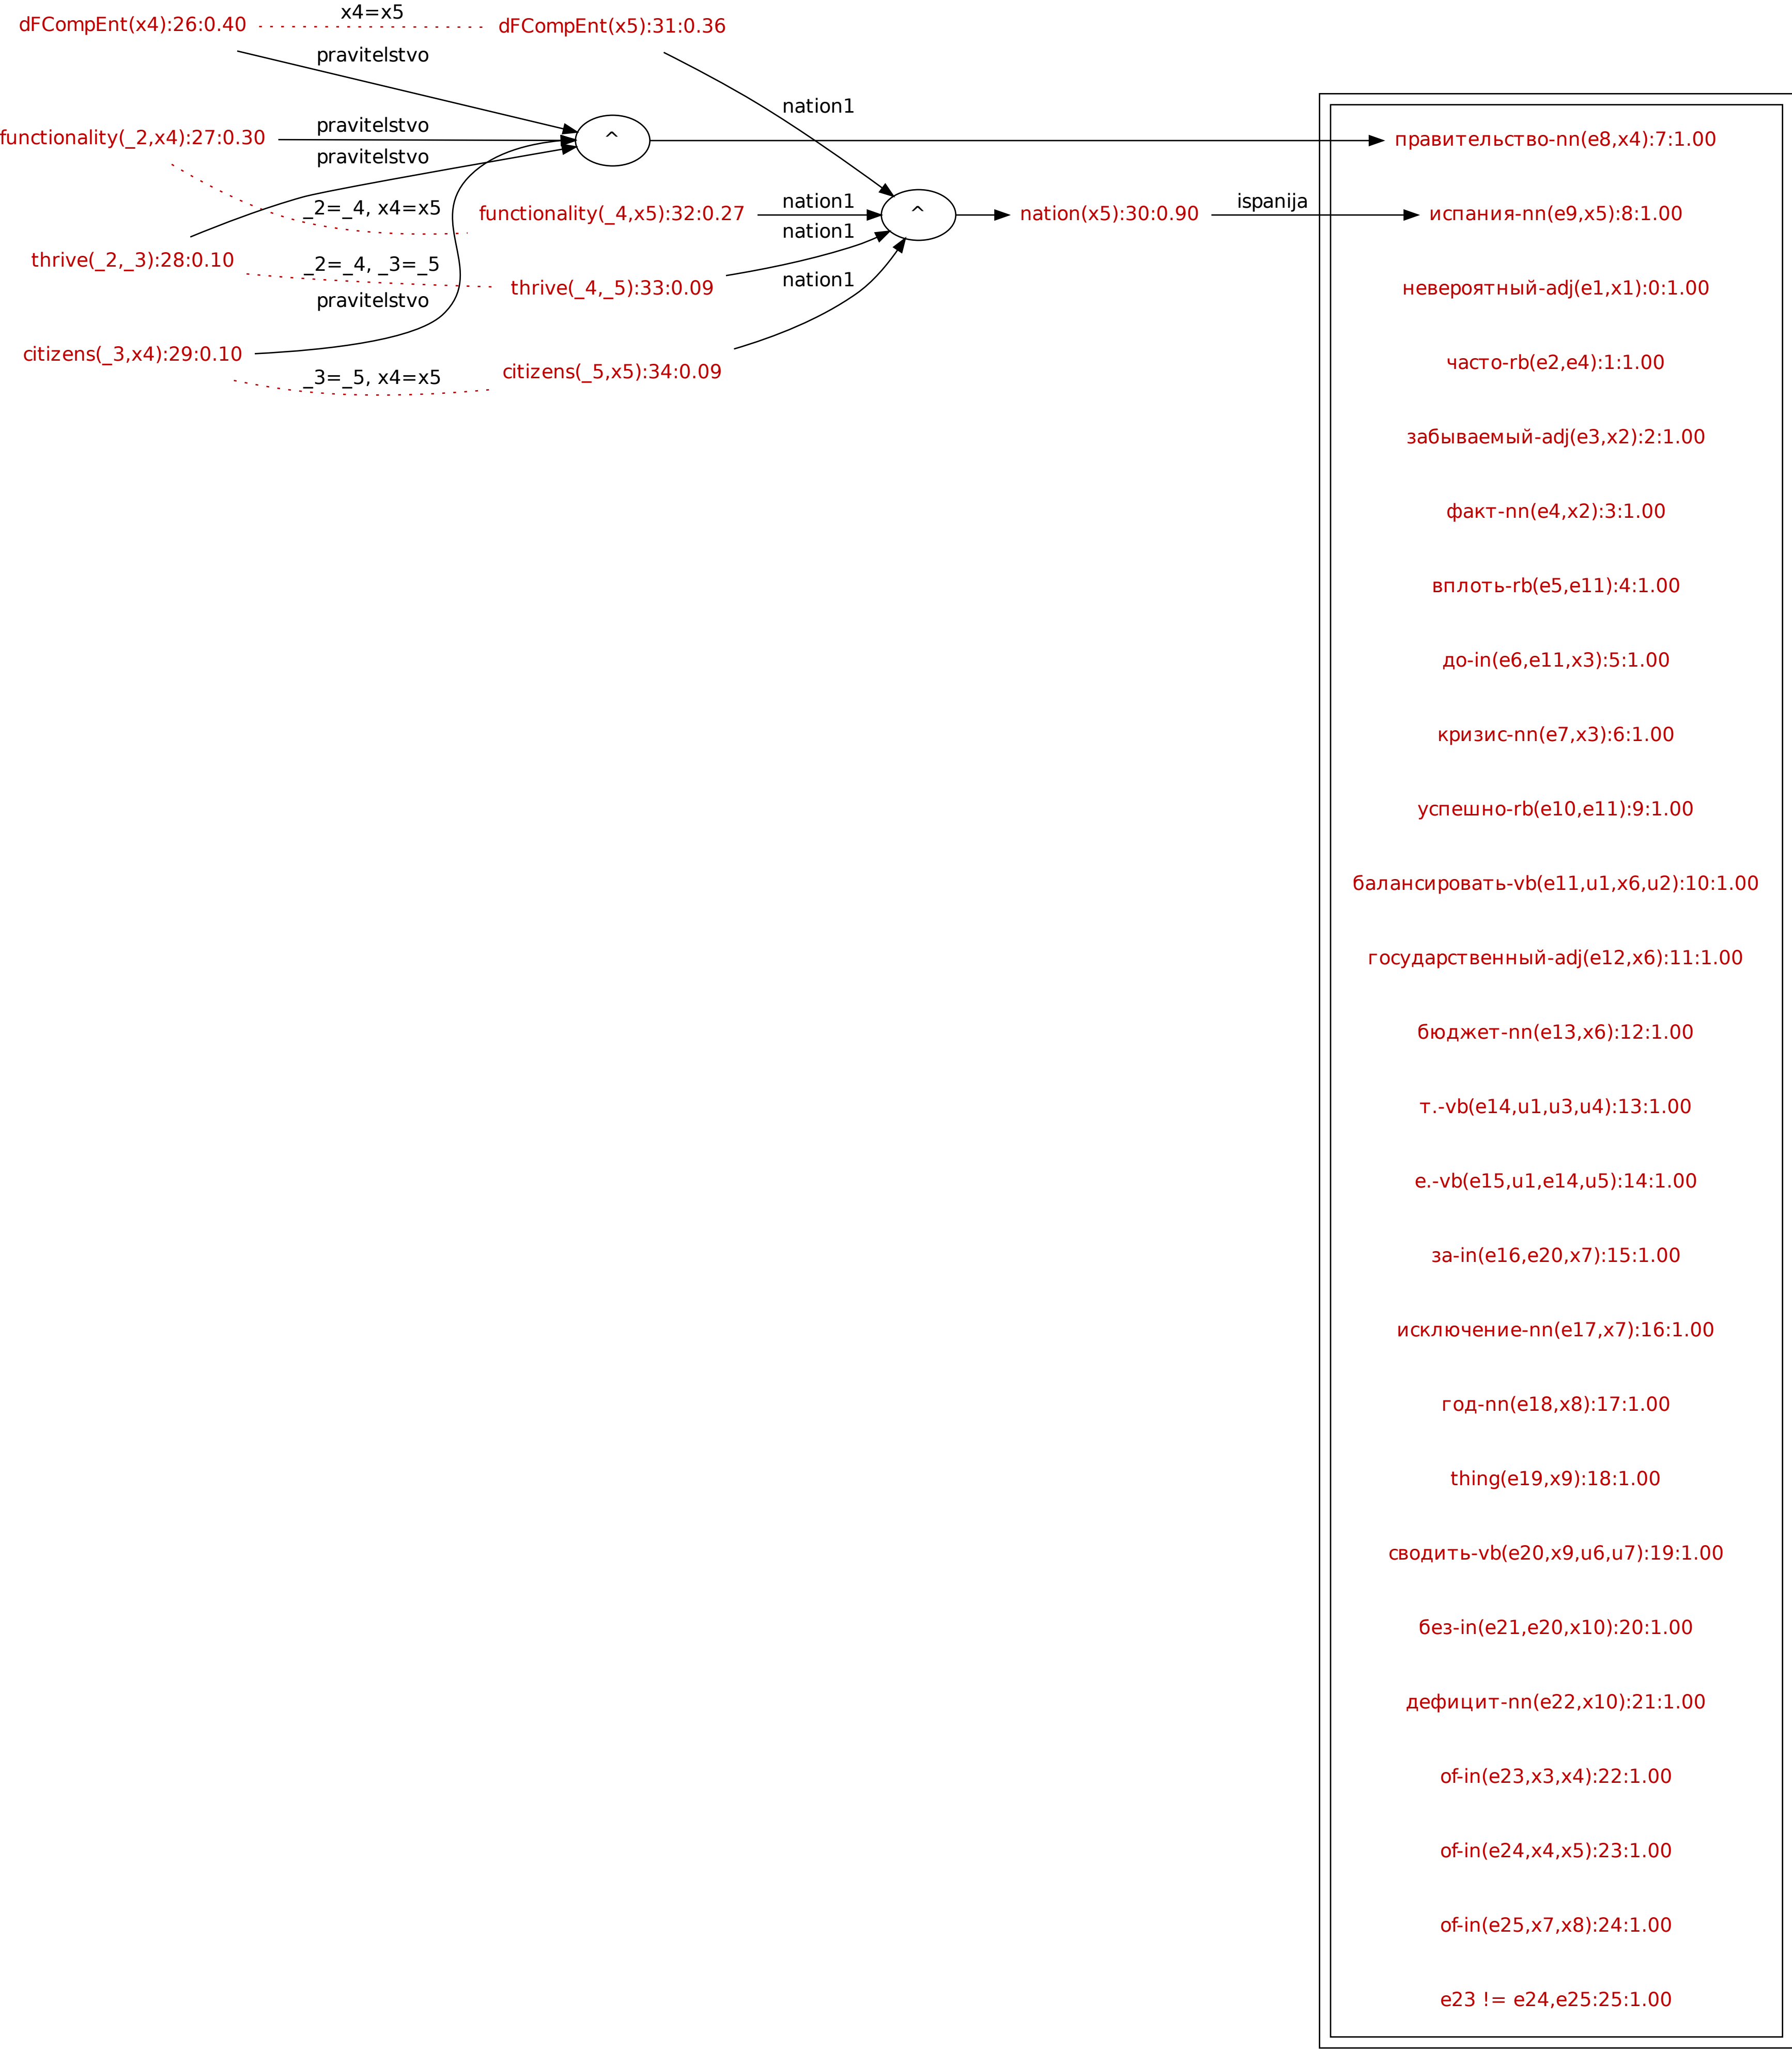 x4=x5
dFCompEnt(x4):26:0.40
dFCompEnt(x5):31:0.36
pravitelstvo
nation1
pravitelstvo
functionality(_2,x4):27:0.30
^
правительство-nn(e8,x4):7:1.00
pravitelstvo
nation1
ispanija
_2=_4, x4=x5
functionality(_4,x5):32:0.27
^
nation(x5):30:0.90
испания-nn(e9,x5):8:1.00
nation1
thrive(_2,_3):28:0.10
_2=_4, _3=_5
nation1
thrive(_4,_5):33:0.09
невероятный-adj(e1,x1):0:1.00
pravitelstvo
citizens(_3,x4):29:0.10
часто-rb(e2,e4):1:1.00
_3=_5, x4=x5
citizens(_5,x5):34:0.09
забываемый-adj(e3,x2):2:1.00
факт-nn(e4,x2):3:1.00
вплоть-rb(e5,e11):4:1.00
до-in(e6,e11,x3):5:1.00
кризис-nn(e7,x3):6:1.00
успешно-rb(e10,e11):9:1.00
балансировать-vb(e11,u1,x6,u2):10:1.00
государственный-adj(e12,x6):11:1.00
бюджет-nn(e13,x6):12:1.00
т.-vb(e14,u1,u3,u4):13:1.00
е.-vb(e15,u1,e14,u5):14:1.00
за-in(e16,e20,x7):15:1.00
исключение-nn(e17,x7):16:1.00
год-nn(e18,x8):17:1.00
thing(e19,x9):18:1.00
сводить-vb(e20,x9,u6,u7):19:1.00
без-in(e21,e20,x10):20:1.00
дефицит-nn(e22,x10):21:1.00
of-in(e23,x3,x4):22:1.00
of-in(e24,x4,x5):23:1.00
of-in(e25,x7,x8):24:1.00
e23 != e24,e25:25:1.00